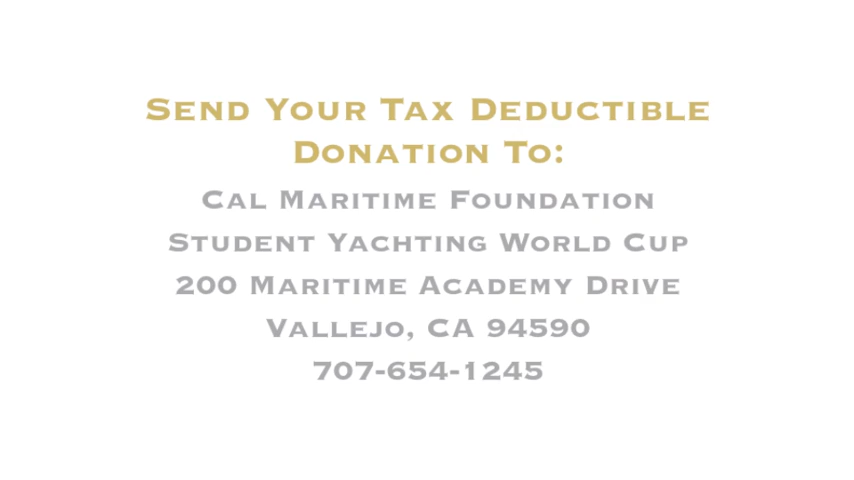 Send Your Tax Deductible
Donation To:
Cal Maritime Foundation
Student Yachting World Cup
200 Maritime Academy Drive
Vallejo, CA 94590
707-654-1245